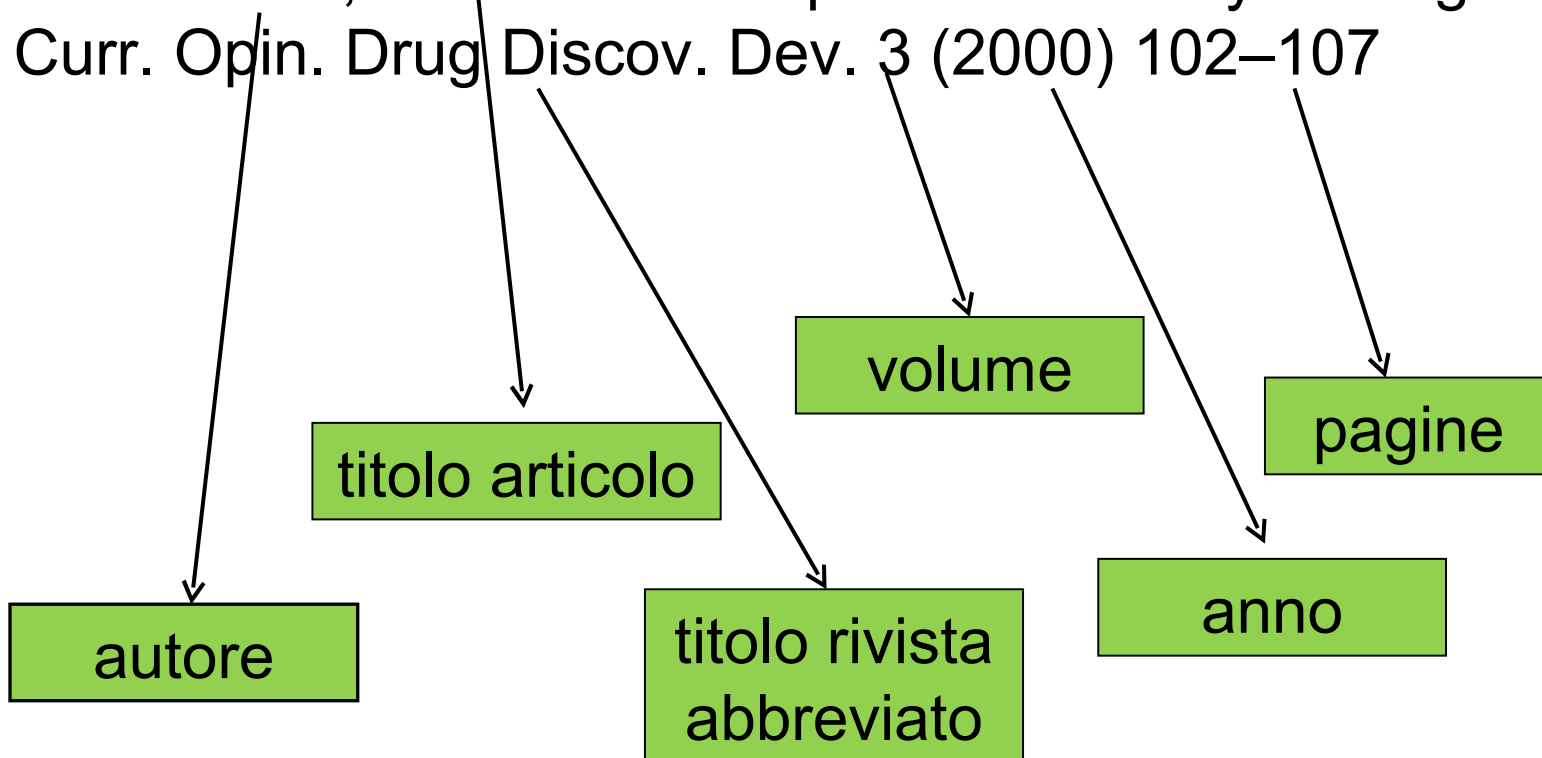 Curr. Opin. Drug Discov. Dev. 3 (2000) 102–107
volume
pagine
titolo articolo
anno
titolo rivista
abbreviato
autore